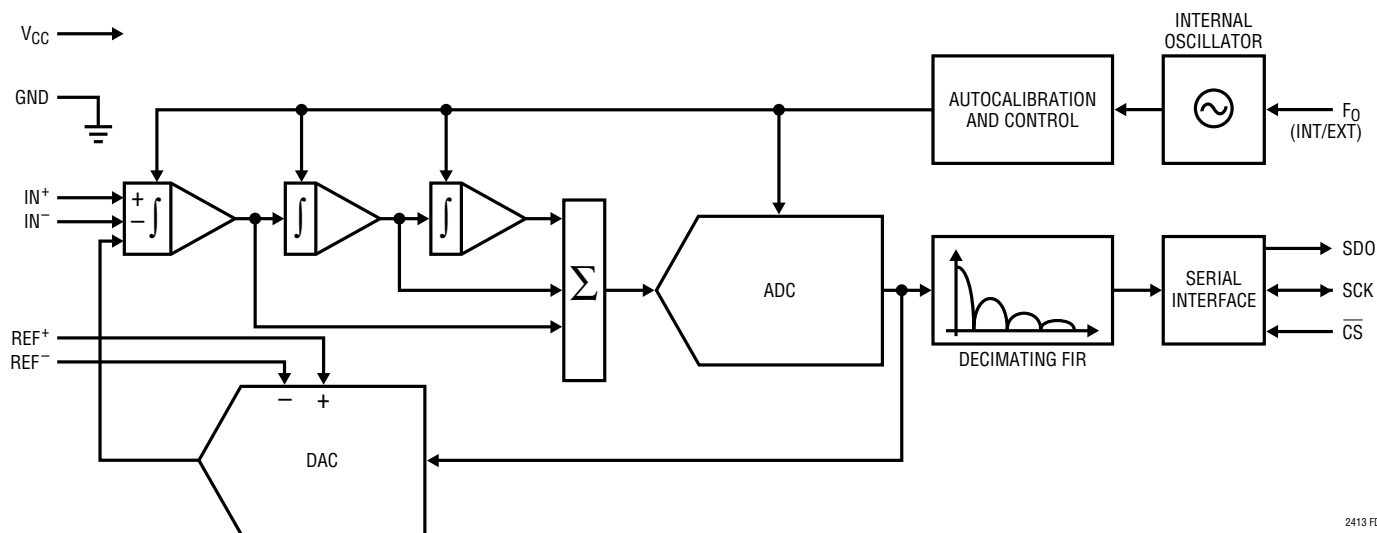 INTERNAL
OSCILLATOR
VCC
GND
AUTOCALIBRATION
AND CONTROL
FO
(INT/EXT)
IN+
IN−
+
−
∫
∫
∫
Σ
ADC
DECIMATING FIR
SERIAL
INTERFACE
SDO
SCK
CS
REF+
REF−
−
+
DAC